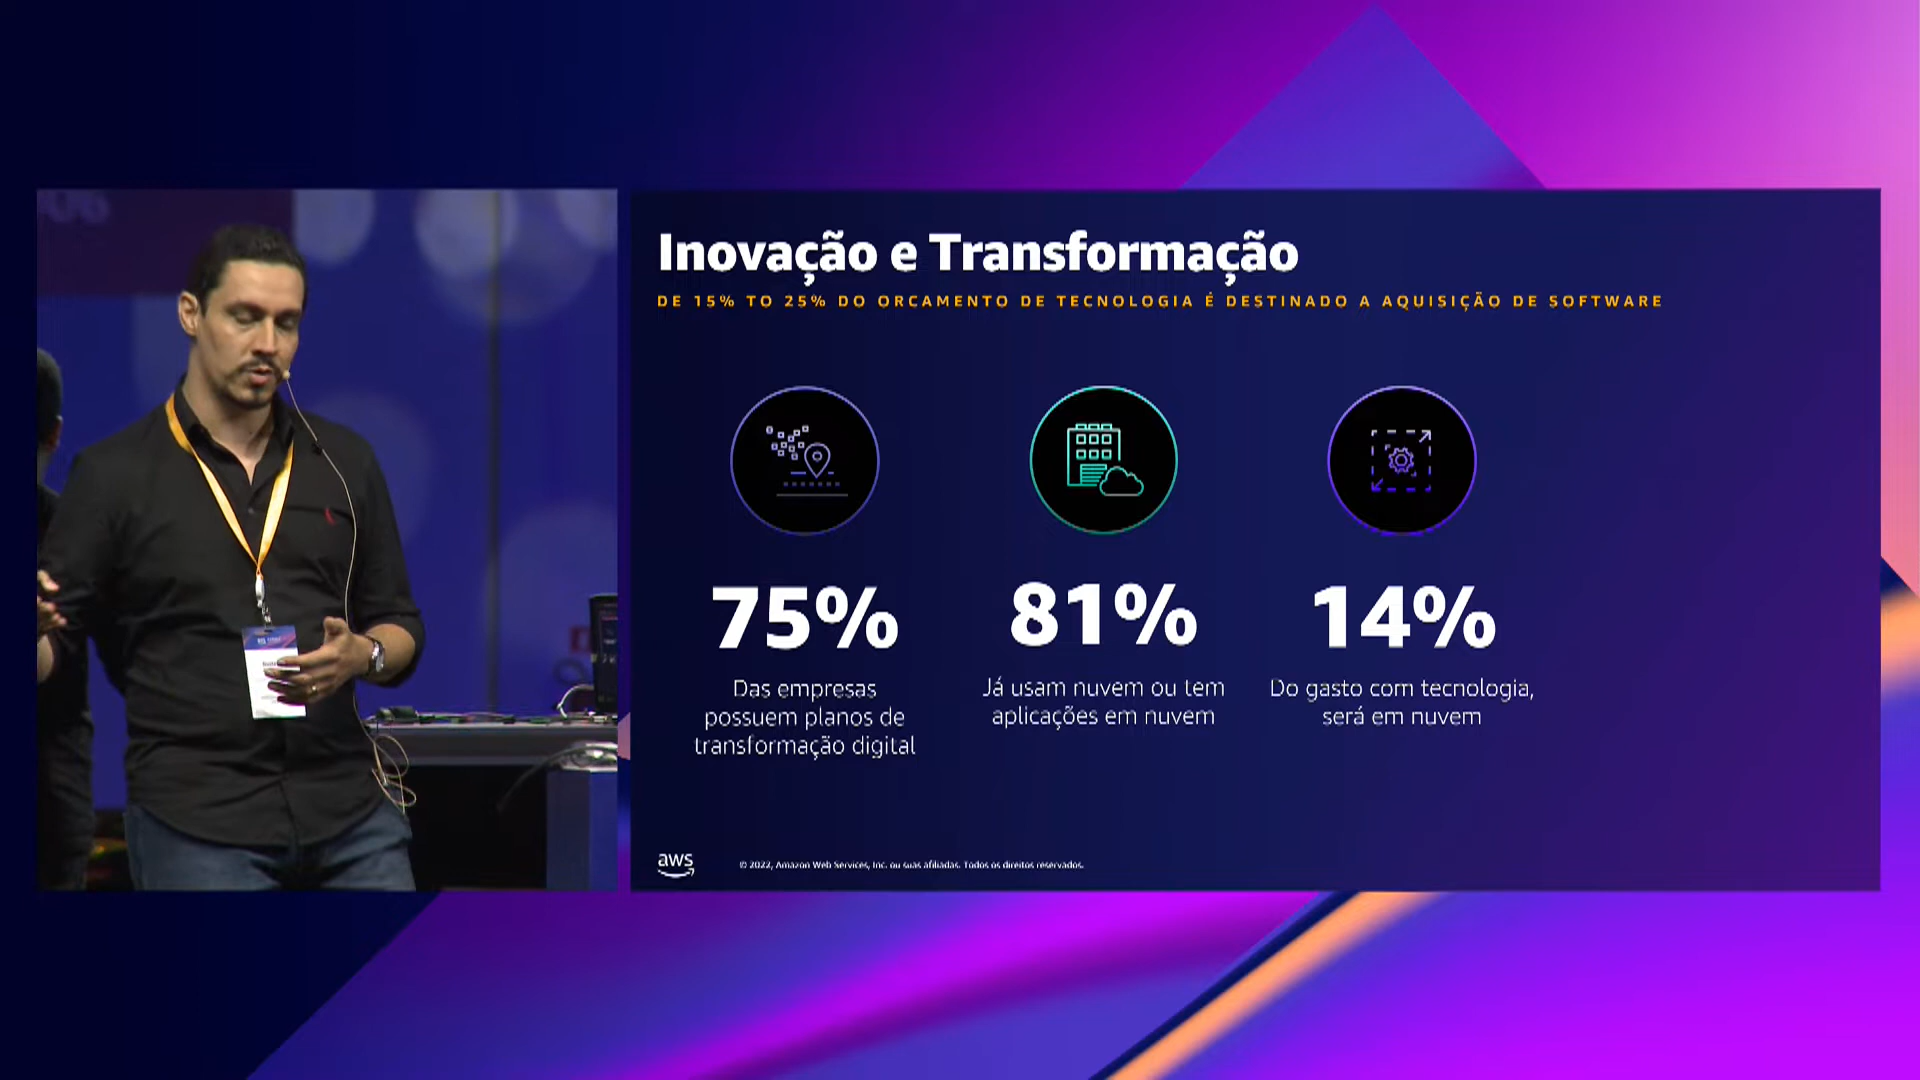 Inovação e Transformação
DE 15% TO 25% DO ORCAMENTO DE TECNOLOGIA É DESTINADO A AQUISIÇÃO DE SOFTWARE
75%
Das empresas
possuem planos de
transformação digital
81%
Já usam nuvem ou tem
aplicações em nuvem
14%
Do gasto com tecnologia,
será em nuvem
aws
© 2022, Amazon Web Services, Inc. ou suas afiliadas. Todos os direitos reservados.